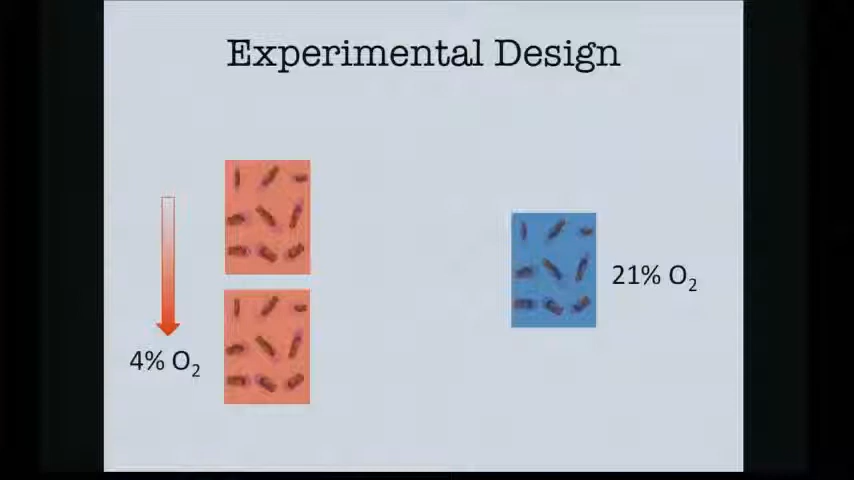 Experimental Design
21% O₂
4% O₂